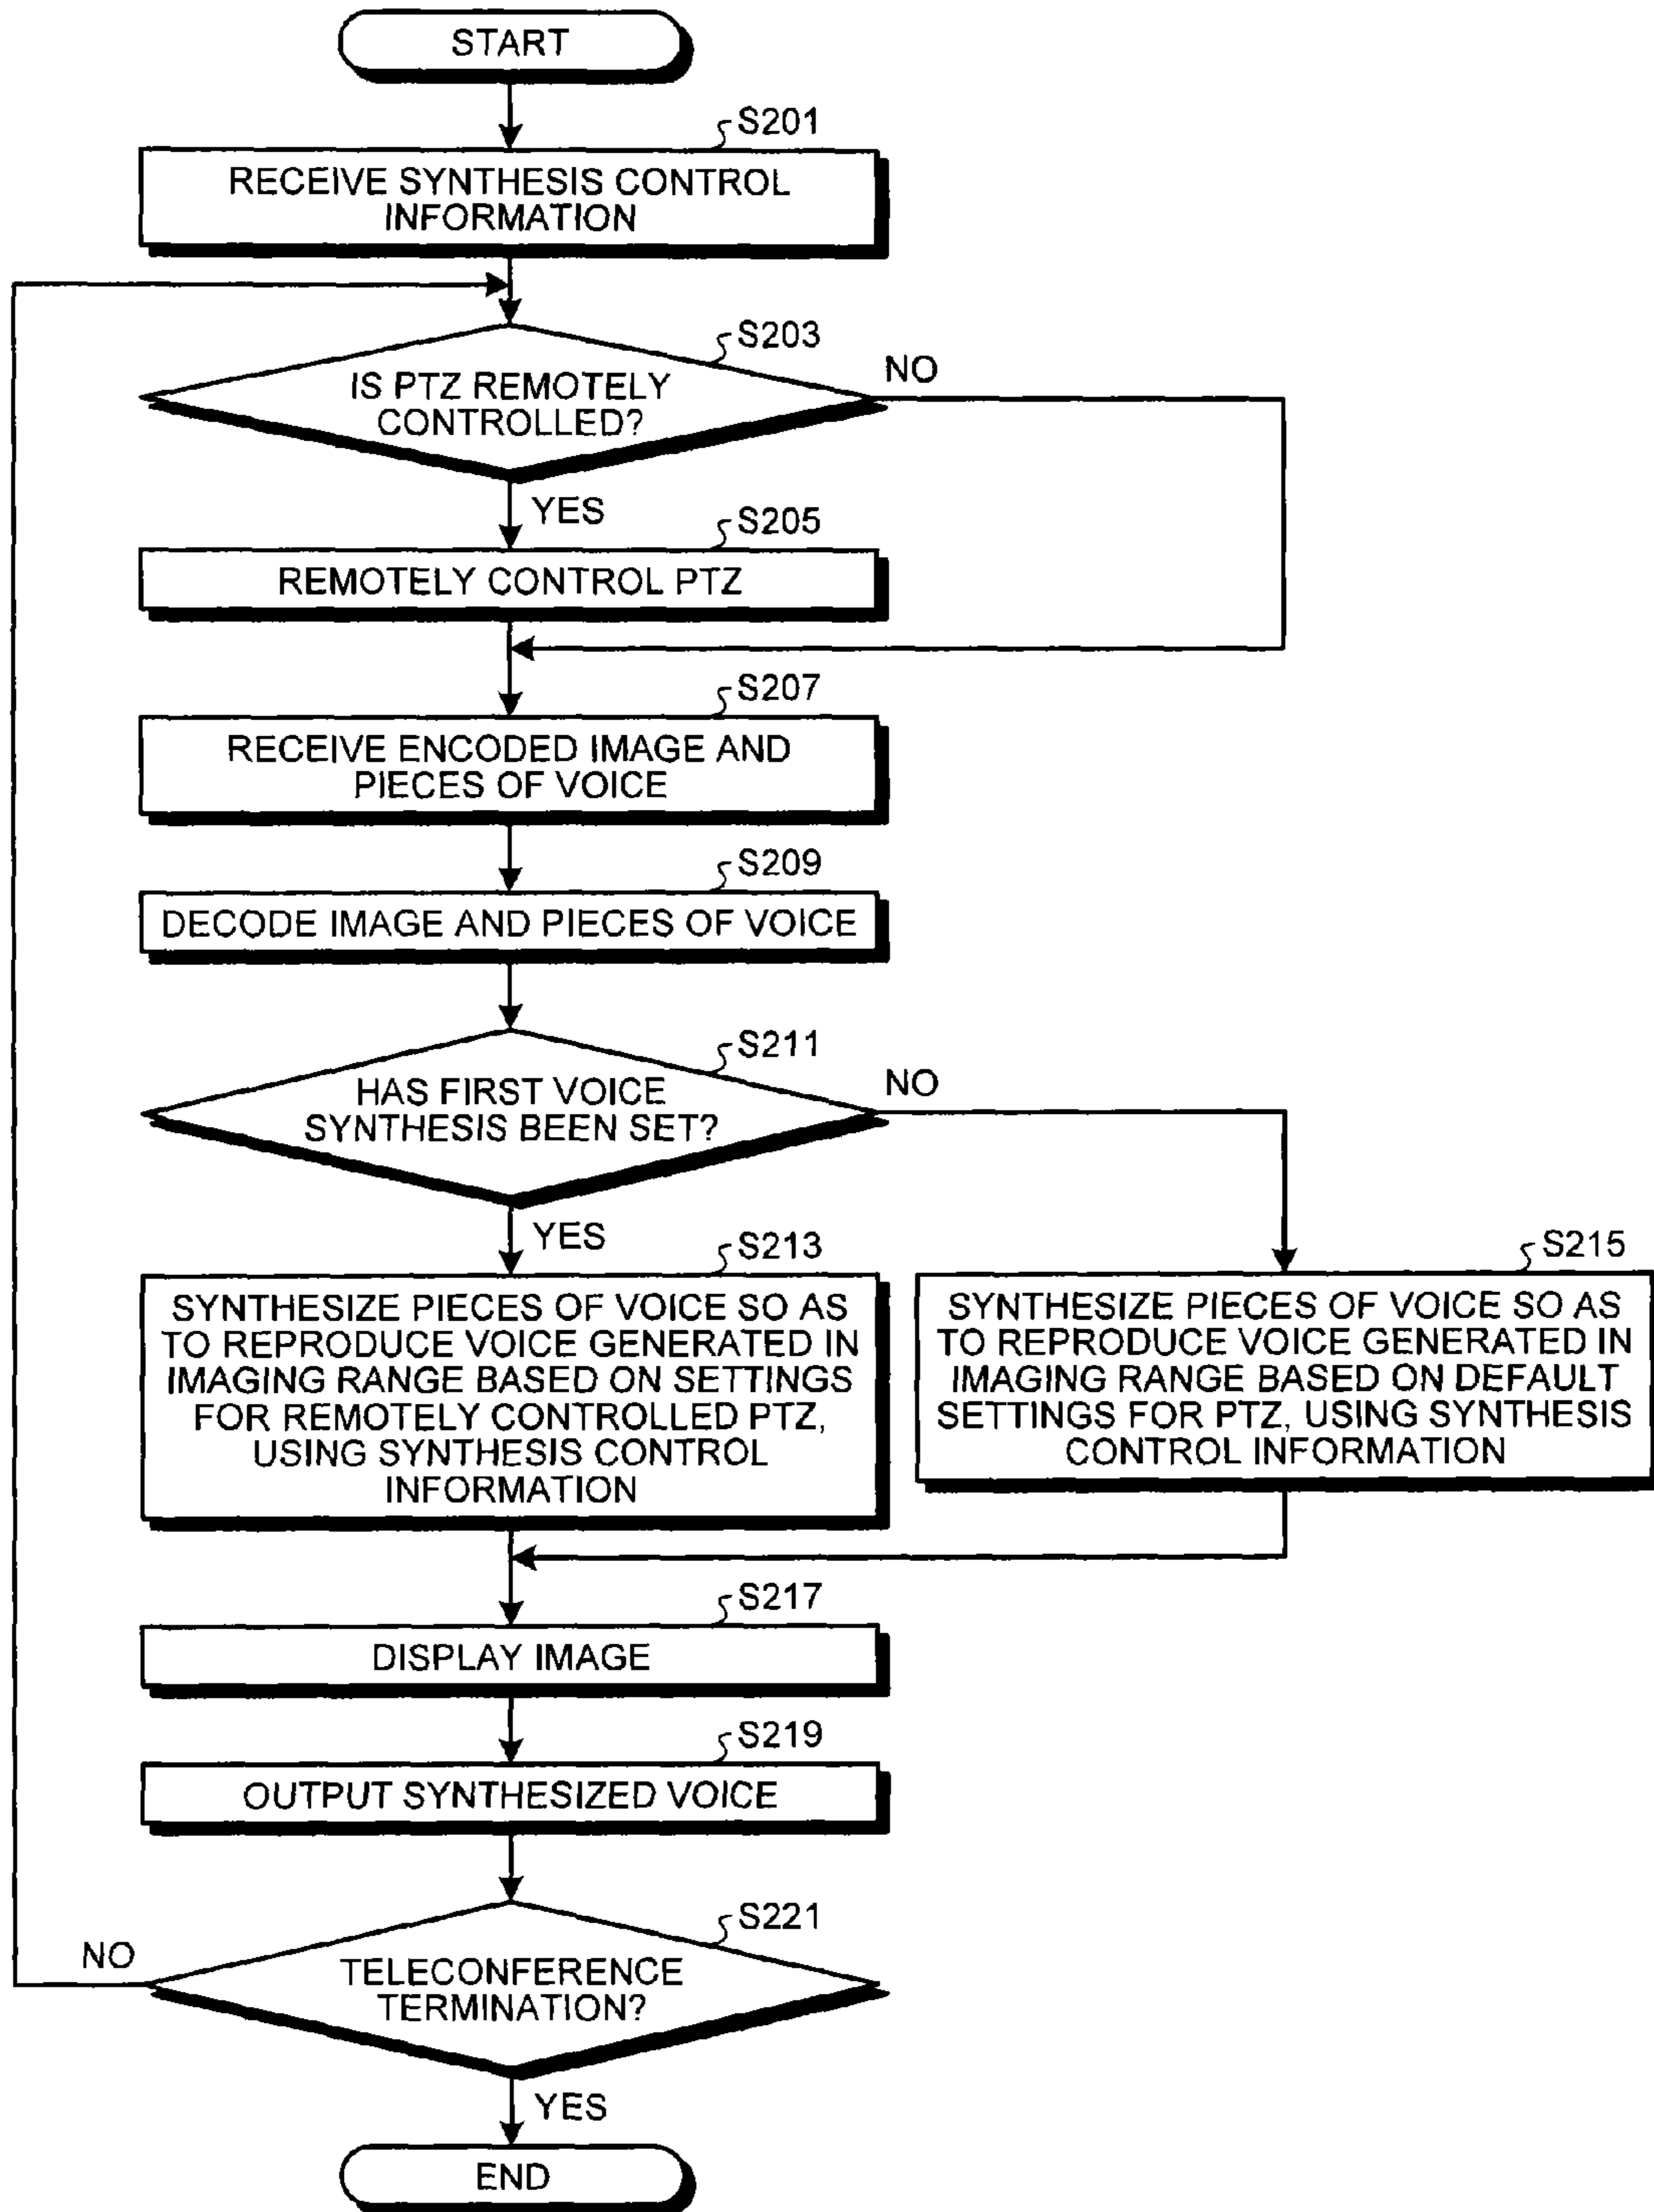 START
S201
RECEIVE SYNTHESIS CONTROL
INFORMATION
S203
IS PTZ REMOTELY
CONTROLLED?
NO
YES
S205
REMOTELY CONTROL PTZ
S207
RECEIVE ENCODED IMAGE AND
PIECES OF VOICE
S209
DECODE IMAGE AND PIECES OF VOICE
S211
HAS FIRST VOICE
SYNTHESIS BEEN SET?
NO
YES
S213
SYNTHESIZE PIECES OF VOICE SO AS
TO REPRODUCE VOICE GENERATED IN
IMAGING RANGE BASED ON SETTINGS
FOR REMOTELY CONTROLLED PTZ,
USING SYNTHESIS CONTROL
INFORMATION
S215
SYNTHESIZE PIECES OF VOICE SO AS
TO REPRODUCE VOICE GENERATED IN
IMAGING RANGE BASED ON DEFAULT
SETTINGS FOR PTZ, USING SYNTHESIS
CONTROL INFORMATION
S217
DISPLAY IMAGE
S219
OUTPUT SYNTHESIZED VOICE
S221
TELECONFERENCE
TERMINATION?
NO
YES
END